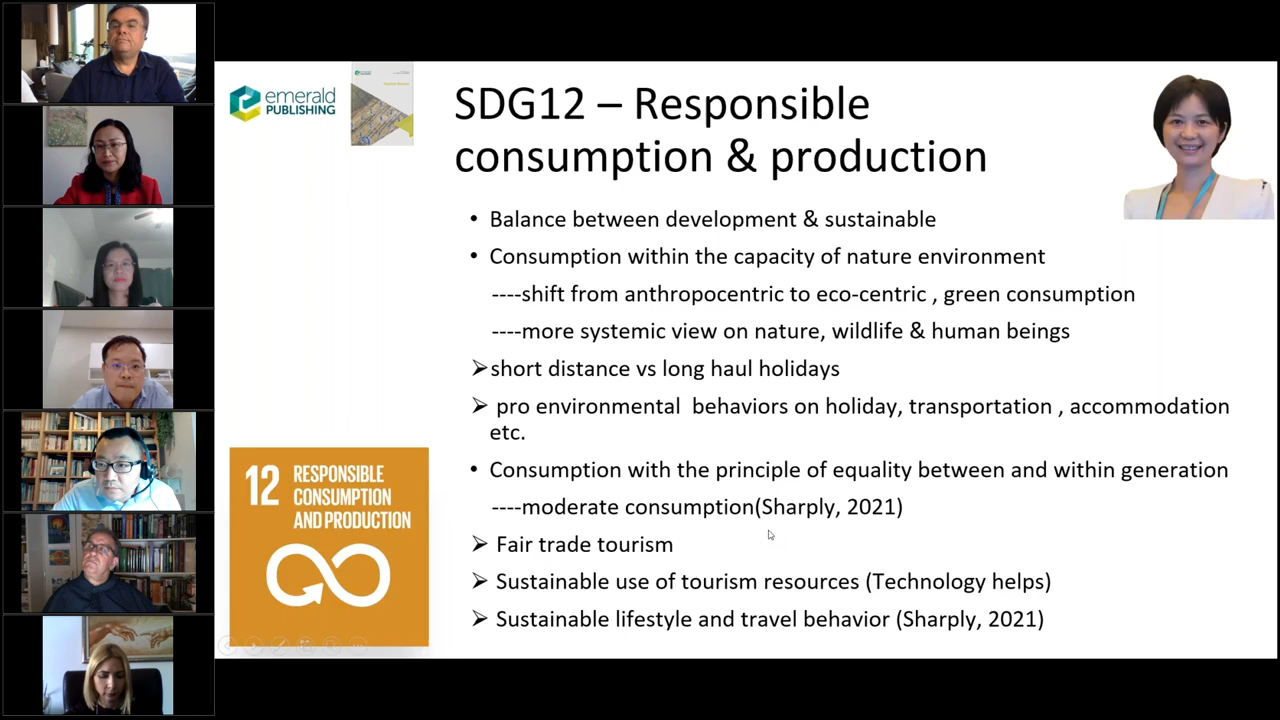 emerald
PUBLISHING
SDG12 – Responsible
consumption & production
• Balance between development & sustainable
• Consumption within the capacity of nature environment
----shift from anthropocentric to eco-centric , green consumption
----more systemic view on nature, wildlife & human beings
➢short distance vs long haul holidays
➢ pro environmental  behaviors on holiday, transportation , accommodation
etc.
• Consumption with the principle of equality between and within generation
----moderate consumption(Sharply, 2021)
➢ Fair trade tourism
➢ Sustainable use of tourism resources (Technology helps)
➢ Sustainable lifestyle and travel behavior (Sharply, 2021)
12 RESPONSIBLE
CONSUMPTION
AND PRODUCTION